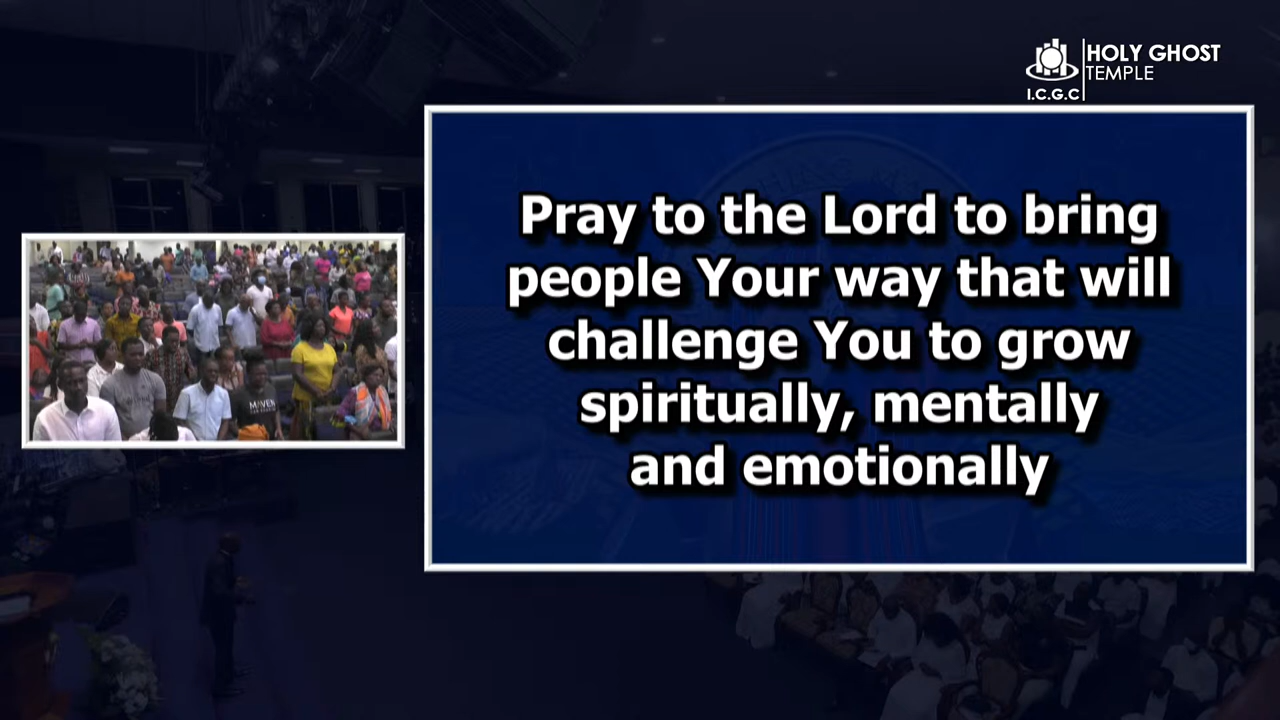 HOLY GHOST
TEMPLE
I.C.G.C
Pray to the Lord to bring
people Your way that will
challenge You to grow
spiritually, mentally
and emotionally
MAVEN